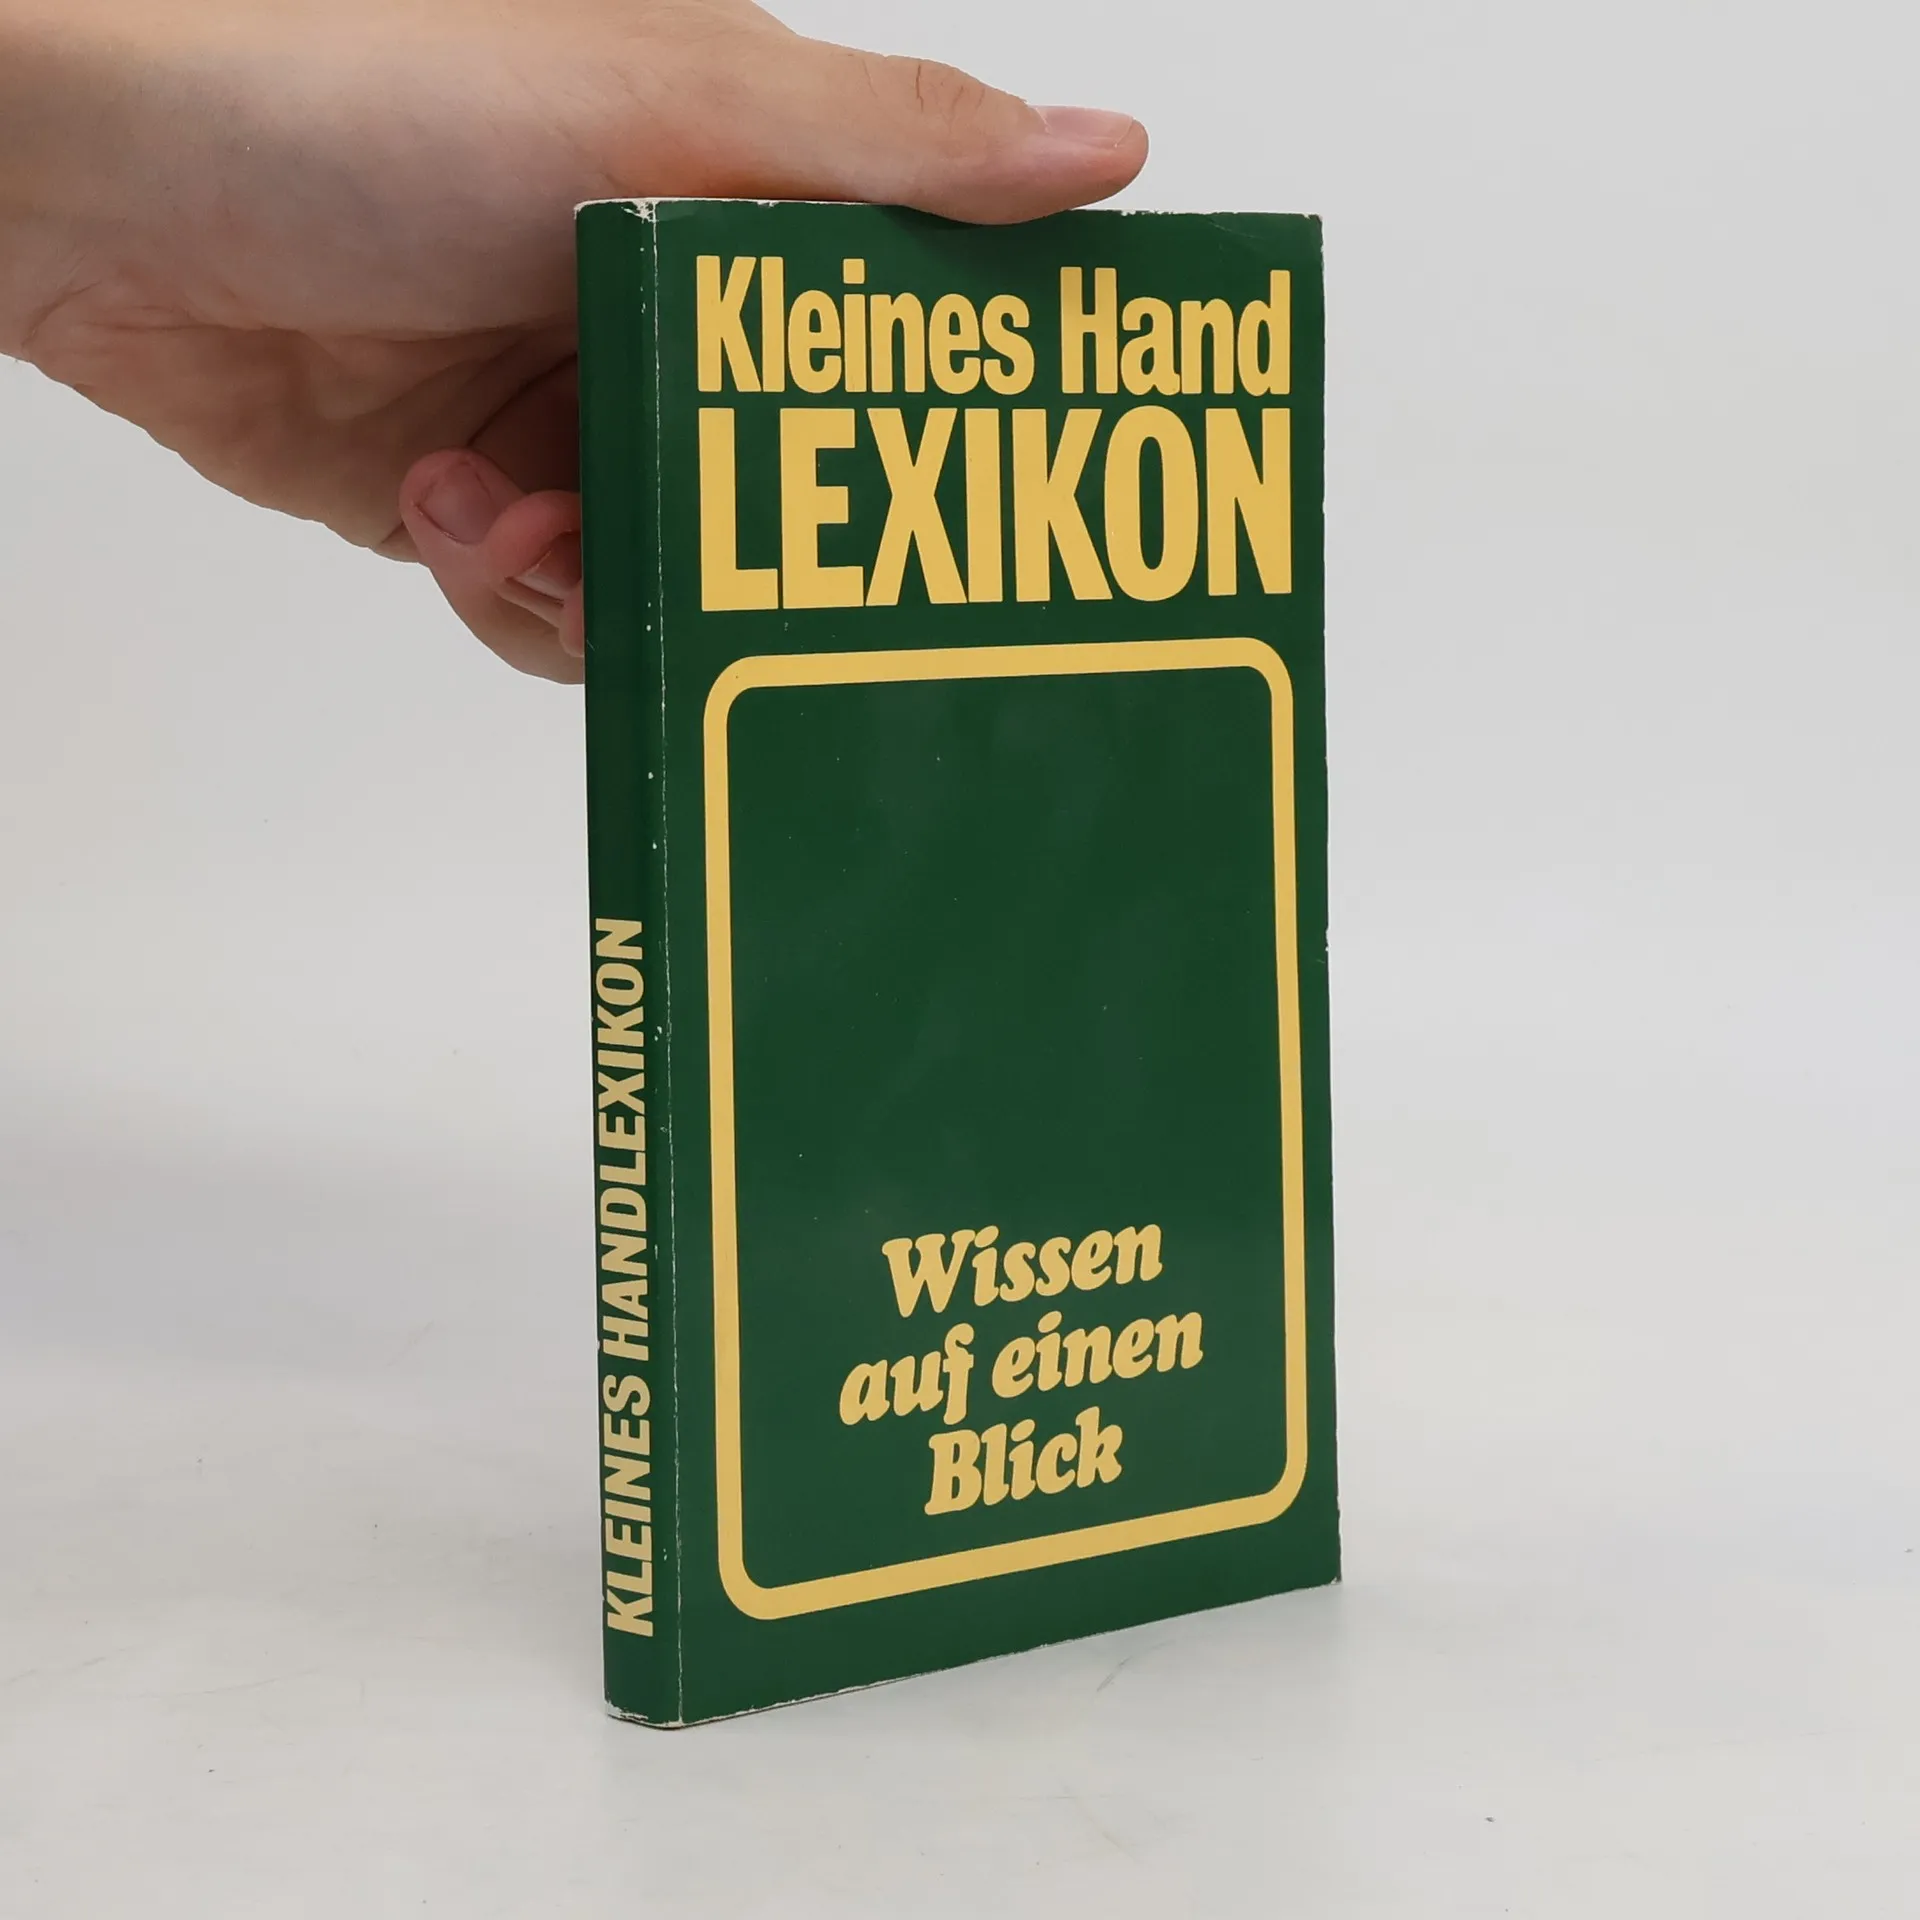 Kleines Hand
LEXIKON
Wissen
auf einen
Blick
KLEINES HANDLEXIKON